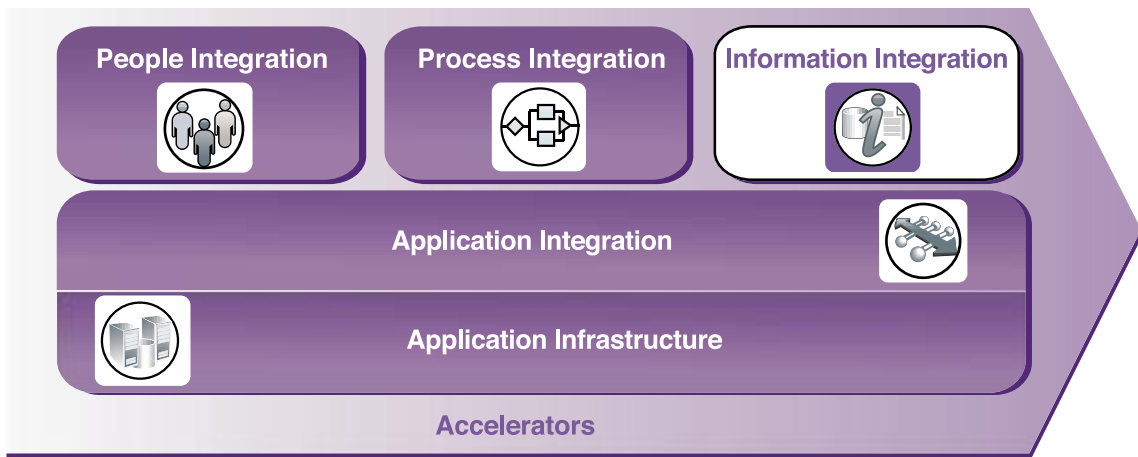 People Integration
Process Integration
Information Integration
Application Integration
Application Infrastructure
Accelerators